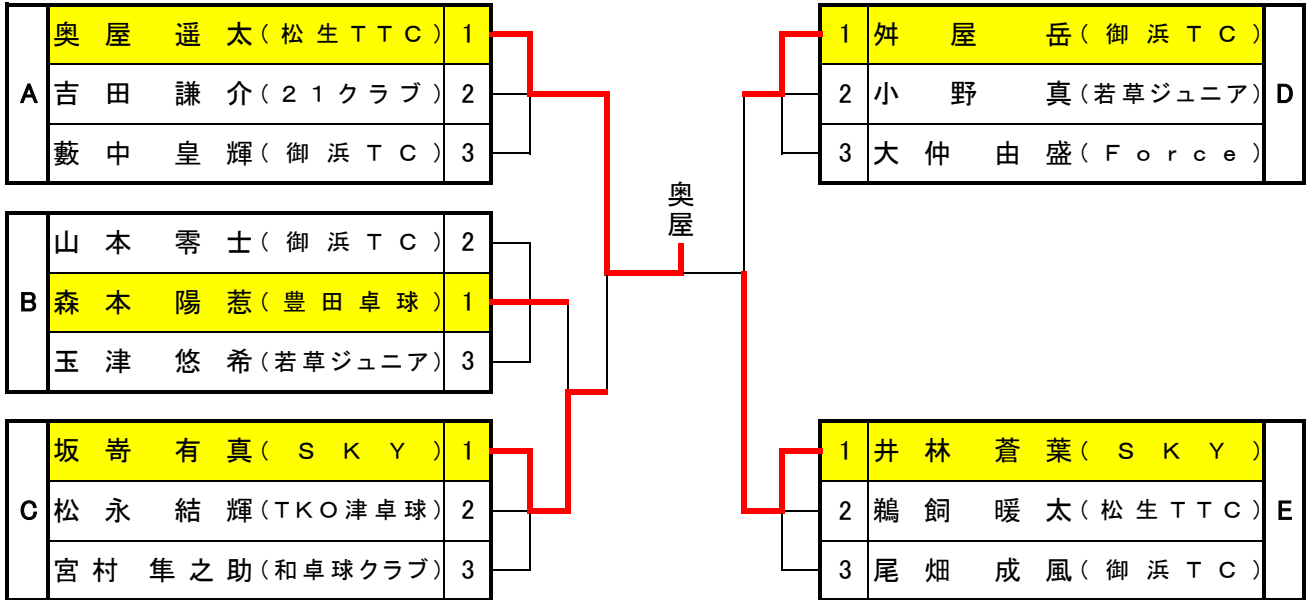 A
奥屋 遥太(松生TTC) 1
吉田 謙介(21クラブ) 2
藪中 皇輝(御浜TC) 3
B
山本 零士(御浜TC) 2
森本 陽惹(豊田卓球) 1
玉津 悠希(若草ジュニア) 3
C
坂嵜 有真(SKY) 1
松永 結輝(TKO津卓球) 2
宮村 隼之助(和卓球クラブ) 3
奥屋
D
1 舛屋 岳(御浜TC)
2 小野 真(若草ジュニア)
3 大仲 由盛(Force)
E
1 井林 蒼葉(SKY)
2 鵜飼 暖太(松生TTC)
3 尾畑 成風(御浜TC)